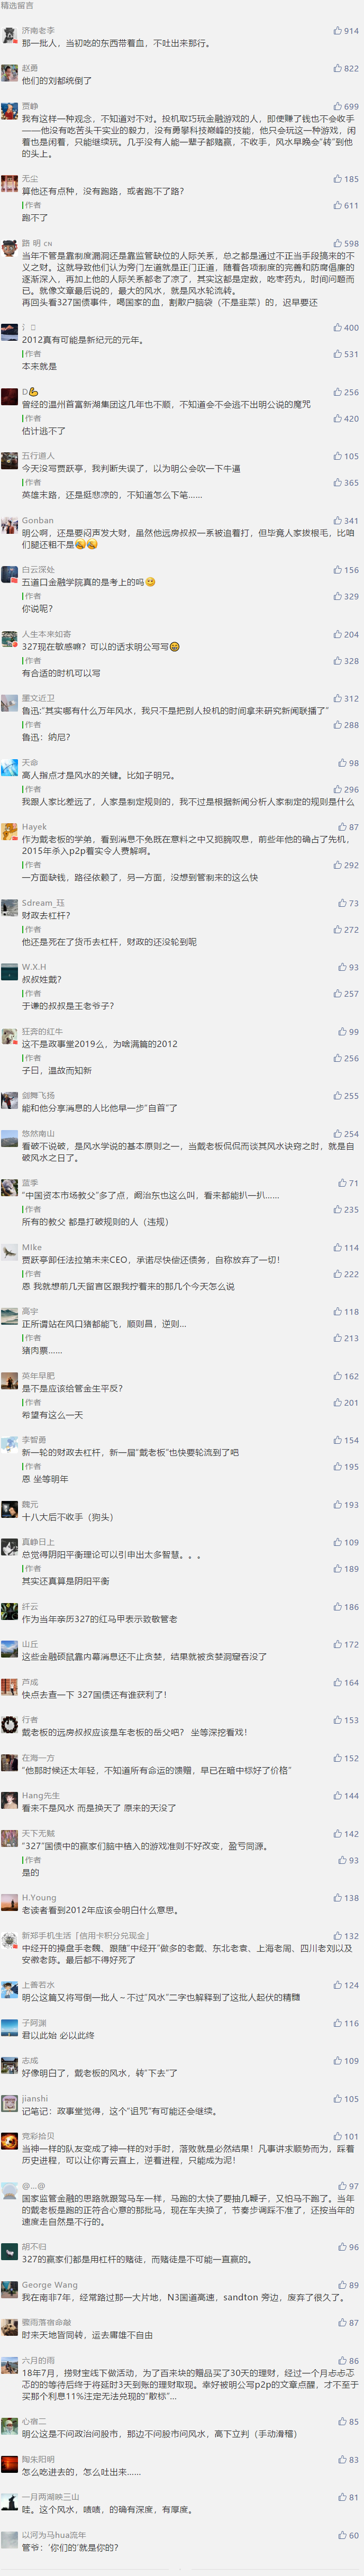 精选留言
济南老李 914
那一批人，当初吃的东西带着血，不吐出来那行。
赵勇 822
他们的刘都统倒了
贾峥 699
我有这样一种观念，不知道对不对。投机取巧玩金融游戏的人，即使赚了钱也不会收手
——他没有吃苦头干实业的毅力，没有勇攀科技巅峰的技能，他只会玩这一种游戏，闲
着也是闲着，只能继续玩。几乎没有人能一辈子都赌赢，不收手，风水早晚会“转”到他
的头上。
无尘 185
算他还有点种，没有跑路，或者跑不了路？
作者 611
跑不了
路 明 CN 598
当年不管是靠制度漏洞还是靠监管缺位的人际关系，总之都是通过不正当手段搞来的不
义之财。这就导致他们认为旁门左道就是正门正道，随着各项制度的完善和防腐倡廉的
逐渐深入，再加上他的人际关系都老了凉了，其实这都是定数，吃枣药丸，时间问题而
已。就像文章最后说的，最大的风水，就是风水轮流转。
再回头看327国债事件，喝国家的血，割散户脑袋（不是韭菜）的，迟早要还
400
2012真有可能是新纪元的元年。
作者 531
本来就是
D💪 256
曾经的温州首富新湖集团这几年也不顺，不知道会不会逃不出明公说的魔咒
作者 420
估计逃不了
五行道人 105
今天没写贾跃亭，我判断失误了，以为明公会吹一下牛逼
作者 365
英雄末路，还是挺悲凉的，不知道怎么下笔……
Gonban 341
明公啊，还是要闷声发大财，虽然他远房叔叔一系被追着打，但毕竟人家拔根毛，比咱
们腿还粗不是
白云深处 156
五道口金融学院真的是考上的吗
作者 329
你说呢？
人生本来如寄 204
327现在敏感嘛？可以的话求明公写写
作者 328
有合适的时机可以写
墨文近卫 312
鲁迅:“其实哪有什么万年风水，我只不是把别人投机的时间拿来研究新闻联播了”
作者 288
鲁迅：纳尼？
天命 98
高人指点才是风水的关键。比如子明兄。
作者 296
我跟人家比差远了，人家是制定规则的，我不过是根据新闻分析人家制定的规则是什么
Hayek 87
作为戴老板的学弟，看到消息不免既在意料之中又扼腕叹息，前些年他的确占了先机，
2015年杀入p2p着实令人费解啊。
作者 292
一方面缺钱，路径依赖了，另一方面，没想到管制来的这么快
Sdream_珏 73
财政去杠杆？
作者 272
他还是死在了货币去杠杆，财政的还没轮到呢
W.X.H 93
叔叔姓戴？
作者 257
于谦的叔叔是王老爷子？
狂奔的红牛 99
这不是政事堂2019么，为啥满篇的2012
作者 256
子曰，温故而知新
剑舞飞扬 255
能和他分享消息的人比他早一步“自首”了
悠然南山 254
看破不说破，是风水学说的基本原则之一，当戴老板侃侃而谈其风水诀窍之时，就是自
破风水之日了。
蓝季 71
“中国资本市场教父”多了点，阚治东也这么叫，看来都能扒一扒……
作者 235
所有的教父 都是打破规则的人（违规）
MIke 114
贾跃亭卸任法拉第未来CEO，承诺尽快偿还债务，自称放弃了一切！
作者 222
恩 我就想前几天留言区跟我拧着来的那几个今天怎么说
高宇 118
正所谓站在风口猪都能飞，顺则昌，逆则...
作者 213
猪肉票……
英年早肥 162
是不是应该给管金生平反？
作者 201
希望有这么一天
李智勇 154
新一轮的财政去杠杆，新一届“戴老板”也快要轮流到了吧
作者 195
恩 坐等明年
魏元 193
十八大后不收手（狗头）
真峥日上 109
总觉得阴阳平衡理论可以引申出太多智慧。。。
作者 189
其实还真算是阴阳平衡
纤云 186
作为当年亲历327的红马甲表示致敬管老
山丘 172
这些金融硕鼠靠内幕消息还不止贪婪，结果就被贪婪洞窟吞没了
芦成 164
快点去查一下 327国债还有谁获利了！
行者 153
戴老板的远房叔叔应该是车老板的岳父吧？ 坐等深挖看戏！
在海一方 152
“他那时候还太年轻，不知道所有命运的馈赠，早已在暗中标好了价格”
Hang先生 144
看来不是风水 而是换天了 原来的天没了
天下无贼 142
“327”国债中的赢家们脑中植入的游戏准则不好改变，盈亏同源。
作者 93
是的
H.Young 138
老读者看到2012年应该会明白什么意思。
新郑手机生活「信用卡积分兑现金」 132
中经开的操盘手老魏、跟随“中经开”做多的老戴、东北老袁、上海老周、四川老刘以及
安徽老陈。最后都不得好死了
上善若水 124
明公这篇又将写倒一批人～不过“风水”二字也解释到了这批人起伏的精髓
子何渊 116
君以此始 必以此终
志成 109
好像明白了，戴老板的风水，转“下去”了
jianshi 105
记笔记：政事堂觉得，这个“诅咒”有可能还会继续。
竞彩拾贝 101
当神一样的队友变成了神一样的对手时，落败就是必然结果！凡事讲求顺势而为，踩着
历史进程，可以让你青云直上，逆着进程，只能成为泥！
@...@ 97
国家监管金融的思路就跟驾马车一样，马跑的太快了要抽几鞭子，又怕马不跑了。当年
的戴老板是跑的正符合心意的那批马，现在车夫换了，节奏步调踩不准了，还按当年的
速度走自然是不行的。
胡不归 96
327的赢家们都是用杠杆的赌徒，而赌徒是不可能一直赢的。
George Wang 89
我在南非7年，经常路过那一大片地，N3国道高速，sandton 旁边，废弃了很久了。
骤雨落宿命敲 87
时来天地皆同转，运去庸雄不自由
六月的雨 86
18年7月，捞财宝线下做活动，为了百来块的赠品买了30天的理财，经过一个月忐忐忑
忑的的等待后终于将延时3天到账的理财取现。幸好被明公写p2p的文章点醒，才不至于
买那个利息11%注定无法兑现的“散标”...
心宿二 85
明公这是不问政治问股市，那边不问股市问风水，高下立判（手动滑稽）
陶朱阳明 83
怎么吃进去的，怎么吐出来……
一月两湖映三山 81
哇。这个风水，啧啧，的确有深度，有厚度。
以河为马hua流年 60
管爷：‘你们的’就是你的？